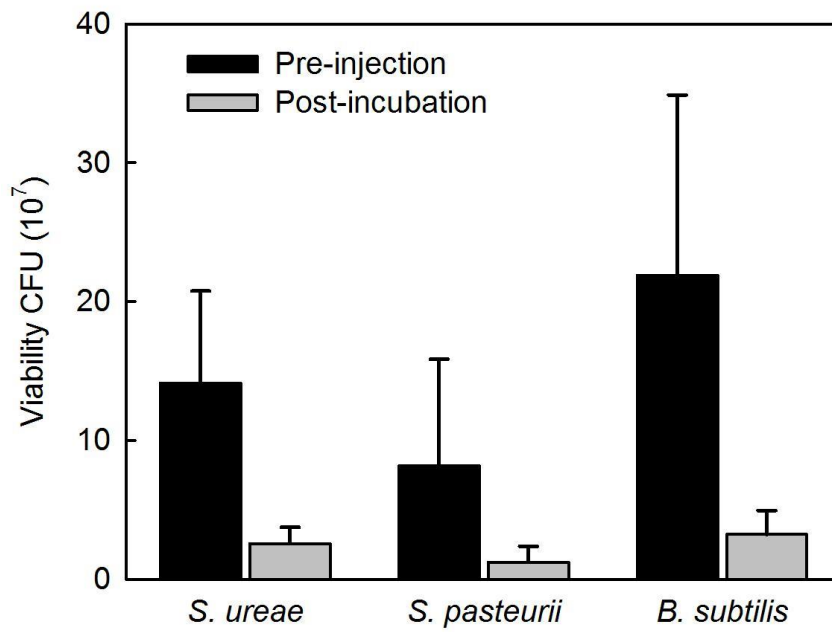 40
Pre-injection
Post-incubation
30
Viability CFU (10⁷)
20
10
0
S. ureae S. pasteurii B. subtilis